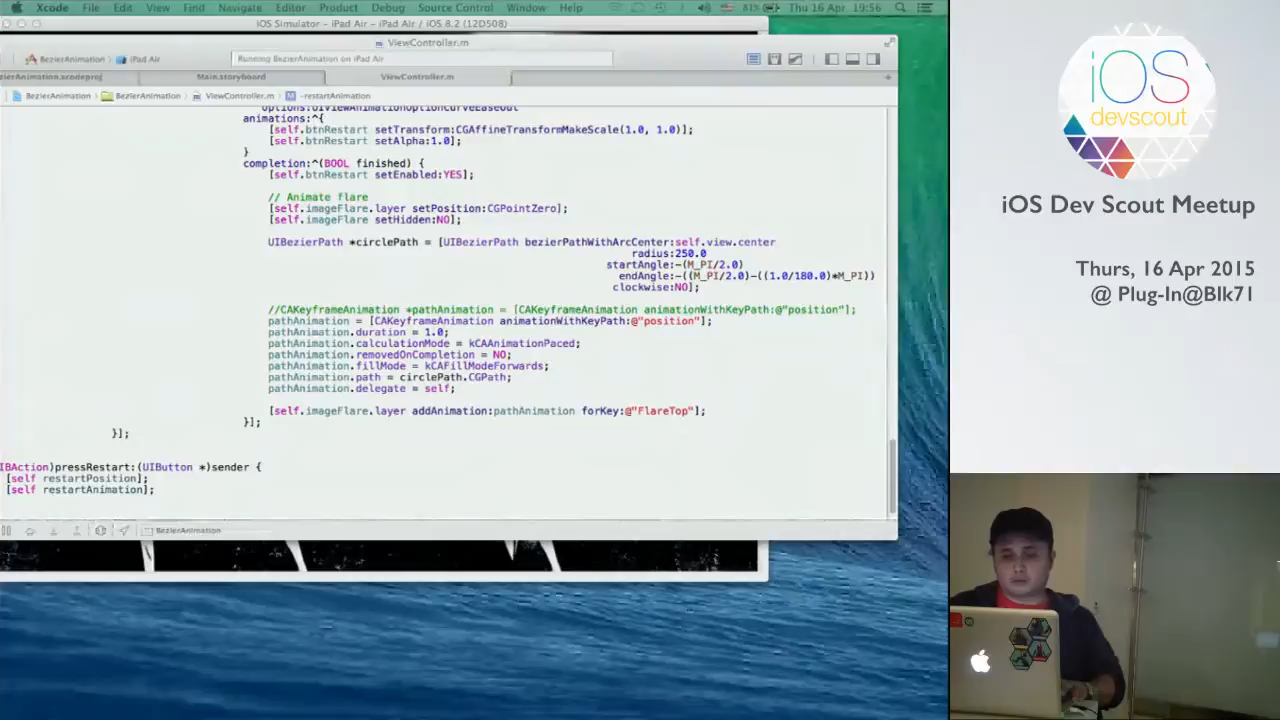 Xcode File Edit View Find Navigate Editor Product Debug Source Control Window Help 81% Thu 16 Apr 19:56
iOS Simulator - iPad Air - iPad Air / iOS 8.2 (12D508)
ViewController.m
BezierAnimation iPad Air Running BezierAnimation on iPad Air
ezierAnimation.xcodeproj Main.storyboard ViewController.m +
BezierAnimation BezierAnimation ViewController.m M -restartAnimation
options:UIViewAnimationOptionCurveEaseOut
animations:^{
[self.btnRestart setTransform:CGAffineTransformMakeScale(1.0, 1.0)];
[self.btnRestart setAlpha:1.0];
}
completion:^(BOOL finished) {
[self.btnRestart setEnabled:YES];
// Animate flare
[self.imageFlare.layer setPosition:CGPointZero];
[self.imageFlare setHidden:NO];
UIBezierPath *circlePath = [UIBezierPath bezierPathWithArcCenter:self.view.center
radius:250.0
startAngle:-(M_PI/2.0)
endAngle:-((M_PI/2.0)-((1.0/180.0)*M_PI))
clockwise:NO];
//CAKeyframeAnimation *pathAnimation = [CAKeyframeAnimation animationWithKeyPath:@"position"];
pathAnimation = [CAKeyframeAnimation animationWithKeyPath:@"position"];
pathAnimation.duration = 1.0;
pathAnimation.calculationMode = kCAAnimationPaced;
pathAnimation.removedOnCompletion = NO;
pathAnimation.fillMode = kCAFillModeForwards;
pathAnimation.path = circlePath.CGPath;
pathAnimation.delegate = self;
[self.imageFlare.layer addAnimation:pathAnimation forKey:@"FlareTop"];
}];
}];
IBAction)pressRestart:(UIButton *)sender {
[self restartPosition];
[self restartAnimation];
BezierAnimation
iOS
devscout
iOS Dev Scout Meetup
Thurs, 16 Apr 2015
@ Plug-In@Blk71